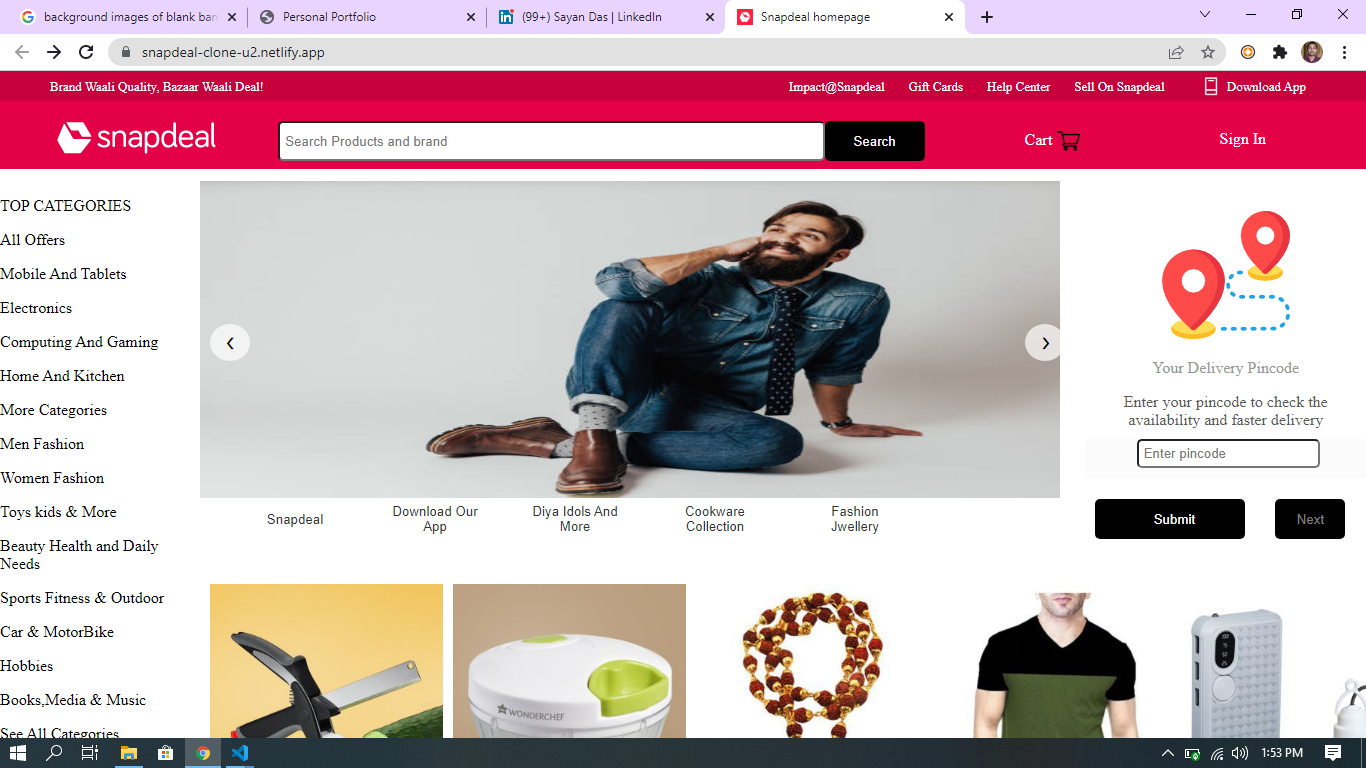 background images of blank ban
Personal Portfolio
(99+) Sayan Das | LinkedIn
Snapdeal homepage
snapdeal-clone-u2.netlify.app
Brand Waali Quality, Bazaar Waali Deal!
Impact@Snapdeal
Gift Cards
Help Center
Sell On Snapdeal
Download App
snapdeal
Search Products and brand
Search
Cart
Sign In
TOP CATEGORIES
All Offers
Mobile And Tablets
Electronics
Computing And Gaming
Home And Kitchen
More Categories
Men Fashion
Women Fashion
Toys kids & More
Beauty Health and Daily
Needs
Sports Fitness & Outdoor
Car & MotorBike
Hobbies
Books,Media & Music
See All Categories
Snapdeal
Download Our
App
Diya Idols And
More
Cookware
Collection
Fashion
Jwellery
Your Delivery Pincode
Enter your pincode to check the
availability and faster delivery
Enter pincode
Submit
Next
WONDERCHEF
1:53 PM